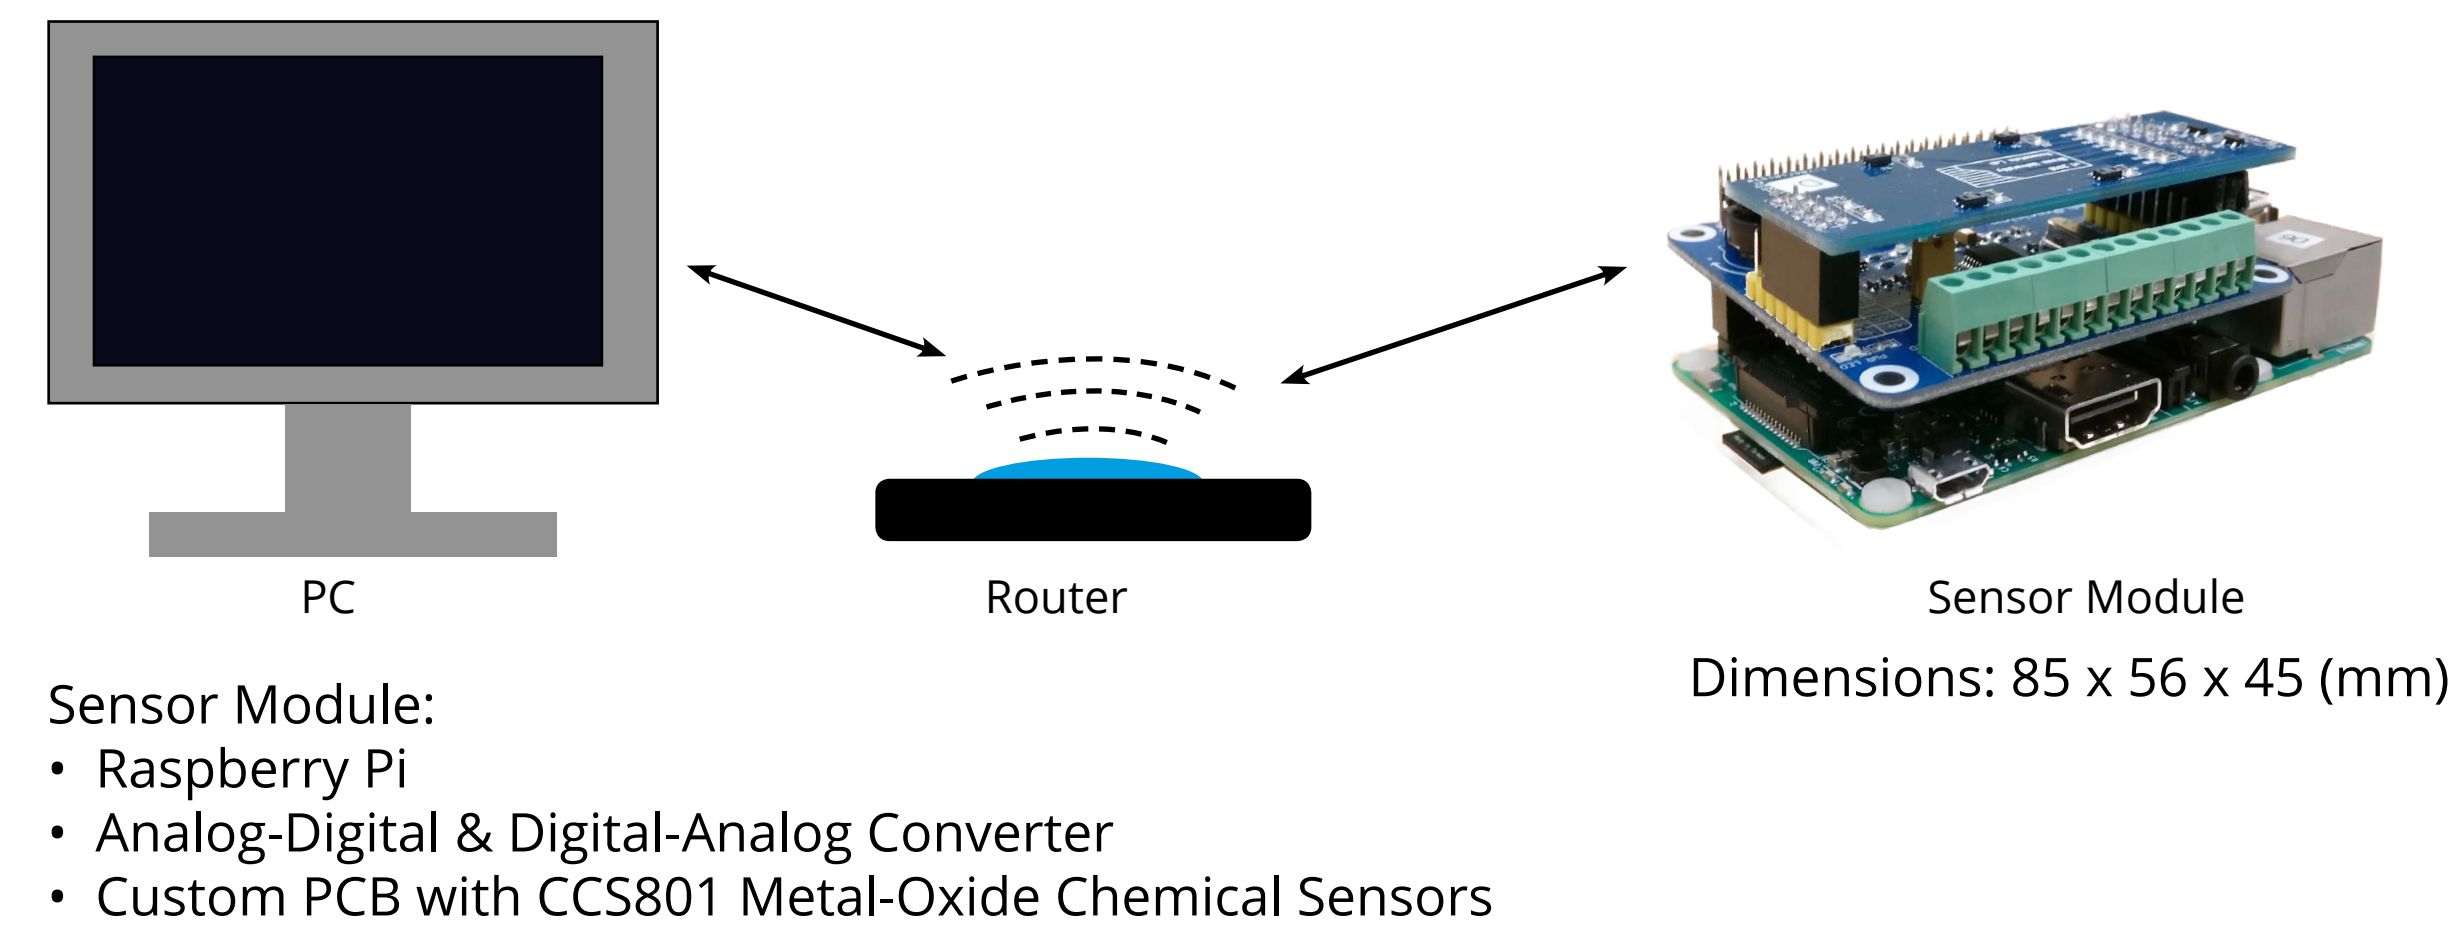 PC
Router
Sensor Module
Dimensions: 85 x 56 x 45 (mm)
Sensor Module:
• Raspberry Pi
• Analog-Digital & Digital-Analog Converter
• Custom PCB with CCS801 Metal-Oxide Chemical Sensors